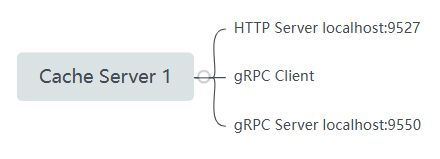 HTTP Server localhost:9527
Cache Server 1
gRPC Client
gRPC Server localhost:9550